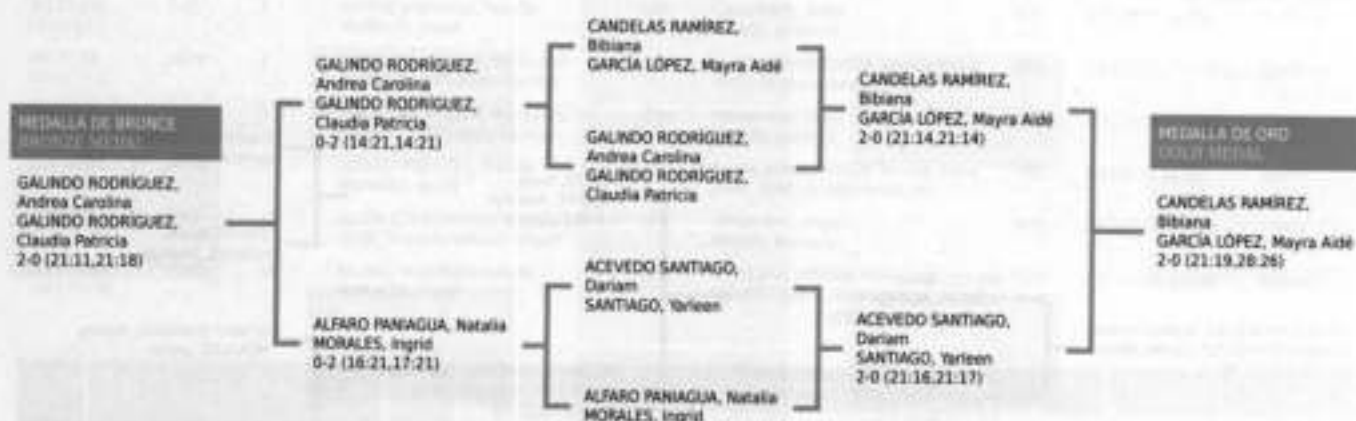 MEDALLA DE BRONCE
BRONZE MEDAL
GALINDO RODRÍGUEZ,
Andrea Carolina
GALINDO RODRÍGUEZ,
Claudia Patricia
2-0 (21:11,21:18)
GALINDO RODRÍGUEZ,
Andrea Carolina
GALINDO RODRÍGUEZ,
Claudia Patricia
0-2 (14:21,14:21)
ALFARO PANIAGUA, Natalia
MORALES, Ingrid
0-2 (16:21,17:21)
CANDELAS RAMÍREZ,
Bibiana
GARCÍA LÓPEZ, Mayra Aidé
GALINDO RODRÍGUEZ,
Andrea Carolina
GALINDO RODRÍGUEZ,
Claudia Patricia
ACEVEDO SANTIAGO,
Dariam
SANTIAGO, Yarleen
ALFARO PANIAGUA, Natalia
MORALES, Ingrid
CANDELAS RAMÍREZ,
Bibiana
GARCÍA LÓPEZ, Mayra Aidé
2-0 (21:14,21:14)
ACEVEDO SANTIAGO,
Dariam
SANTIAGO, Yarleen
2-0 (21:16,21:17)
MEDALLA DE ORO
GOLD MEDAL
CANDELAS RAMÍREZ,
Bibiana
GARCÍA LÓPEZ, Mayra Aidé
2-0 (21:19,28:26)